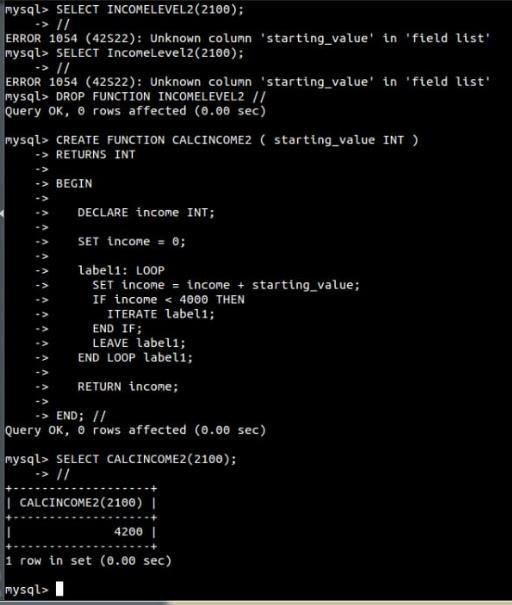 mysql> SELECT INCOMELEVEL2(2100);
    -> //
ERROR 1054 (42S22): Unknown column 'starting_value' in 'field list'
mysql> SELECT IncomeLevel2(2100);
    -> //
ERROR 1054 (42S22): Unknown column 'starting_value' in 'field list'
mysql> DROP FUNCTION INCOMELEVEL2 //
Query OK, 0 rows affected (0.00 sec)

mysql> CREATE FUNCTION CALCINCOME2 ( starting_value INT )
    -> RETURNS INT
    ->
    -> BEGIN
    ->
    ->    DECLARE income INT;
    ->
    ->    SET income = 0;
    ->
    ->    label1: LOOP
    ->      SET income = income + starting_value;
    ->      IF income < 4000 THEN
    ->        ITERATE label1;
    ->      END IF;
    ->      LEAVE label1;
    ->    END LOOP label1;
    ->
    ->    RETURN income;
    ->
    -> END; //
Query OK, 0 rows affected (0.00 sec)

mysql> SELECT CALCINCOME2(2100);
    -> //
+-------------------+
| CALCINCOME2(2100) |
+-------------------+
|              4200 |
+-------------------+
1 row in set (0.00 sec)

mysql>